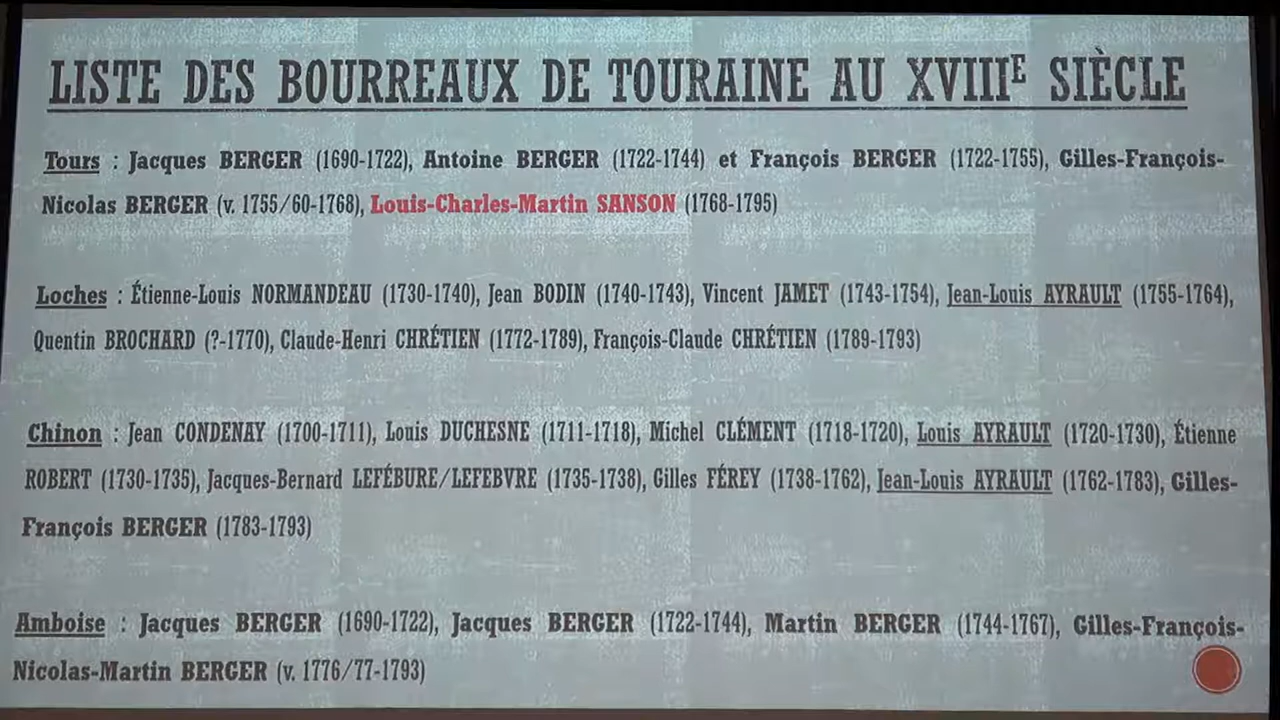 LISTE DES BOURREAUX DE TOURAINE AU XVIIIE SIÈCLE
Tours : Jacques BERGER (1690-1722), Antoine BERGER (1722-1744) et François BERGER (1722-1755), Gilles-François-
Nicolas BERGER (v. 1755/60-1768), Louis-Charles-Martin SANSON (1768-1795)
Loches : Étienne-Louis NORMANDEAU (1730-1740), Jean BODIN (1740-1743), Vincent JAMET (1743-1754), Jean-Louis AYRAULT (1755-1764),
Quentin BROCHARD (?-1770), Claude-Henri CHRÉTIEN (1772-1789), François-Claude CHRÉTIEN (1789-1793)
Chinon : Jean CONDENAY (1700-1711), Louis DUCHESNE (1711-1718), Michel CLÉMENT (1718-1720), Louis AYRAULT (1720-1730), Étienne
ROBERT (1730-1735), Jacques-Bernard LEFÉBURE/LEFEBVRE (1735-1738), Gilles FÉREY (1738-1762), Jean-Louis AYRAULT (1762-1783), Gilles-
François BERGER (1783-1793)
Amboise : Jacques BERGER (1690-1722), Jacques BERGER (1722-1744), Martin BERGER (1744-1767), Gilles-François-
Nicolas-Martin BERGER (v. 1776/77-1793)